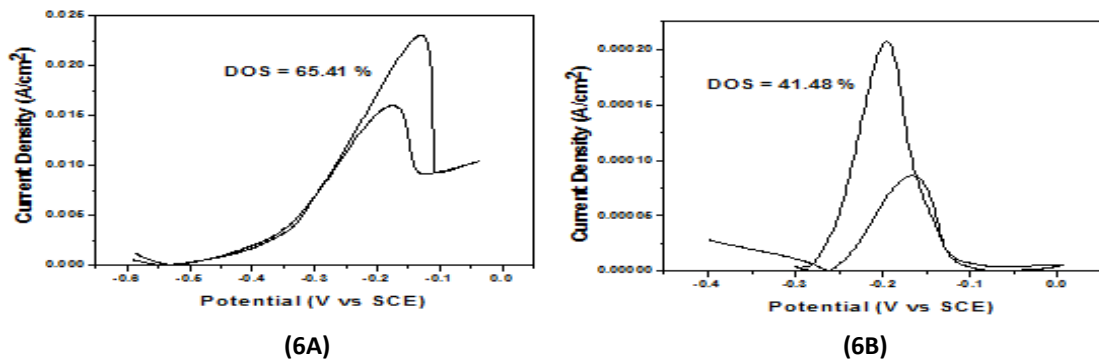 0.025
0.020
0.015
0.010
0.005
0.000
Current Density (A/cm²)
DOS = 65.41 %
-0.6 -0.5 -0.4 -0.3 -0.2 -0.1 0.0
Potential (V vs SCE)
(6A)
0.00020
0.00015
0.00010
0.00005
0.00000
Current Density (A/cm²)
DOS = 41.48 %
-0.4 -0.3 -0.2 -0.1 0.0
Potential (V vs SCE)
(6B)